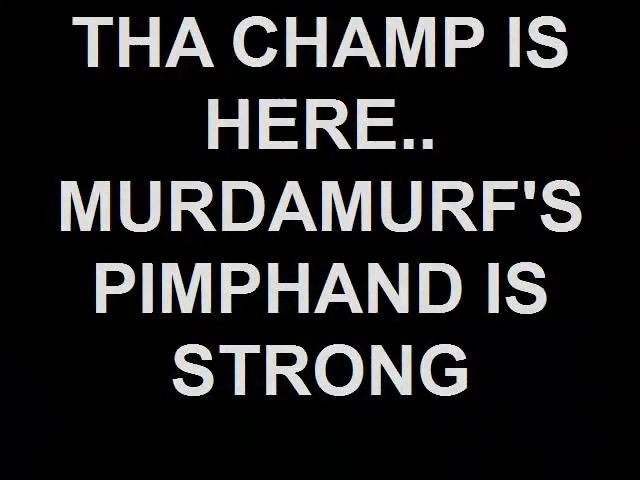 THA CHAMP IS
HERE..
MURDAMURF'S
PIMPHAND IS
STRONG